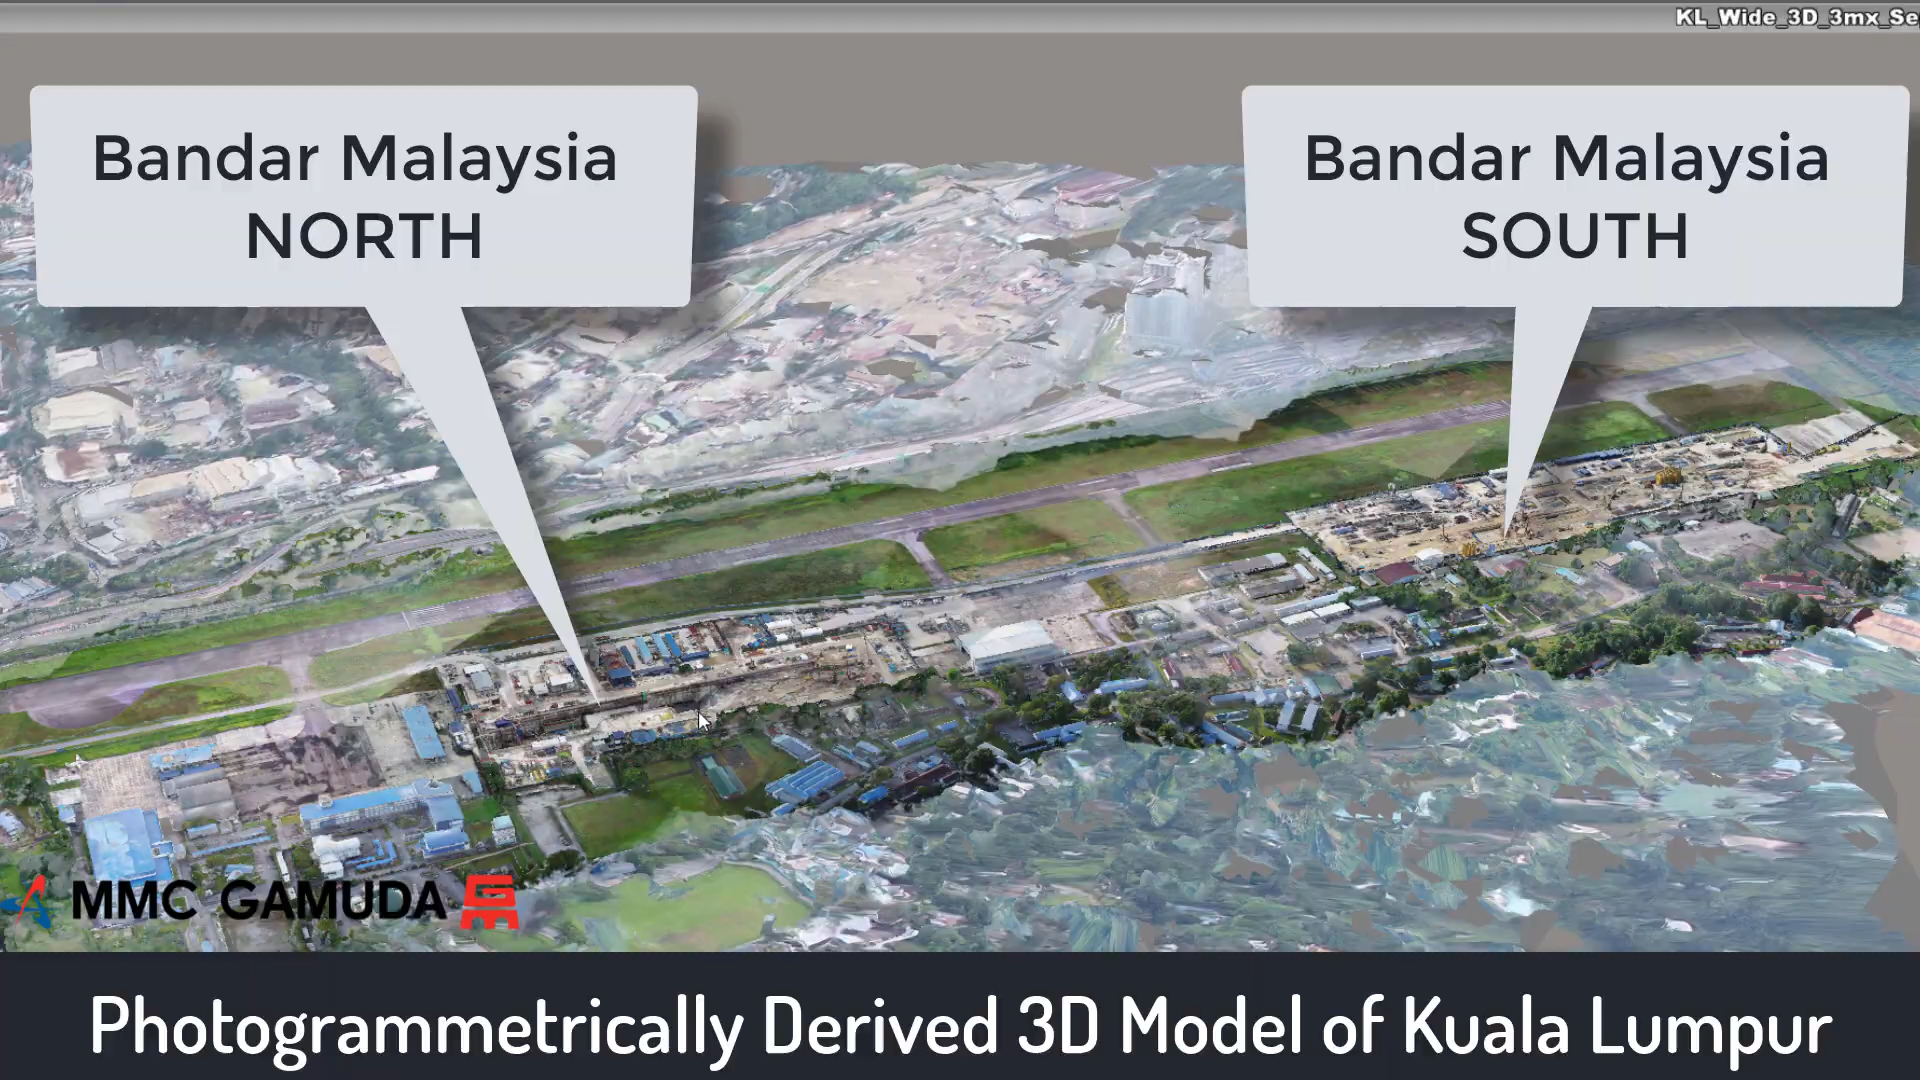 KL_Wide_3D_3mx_Se
Bandar Malaysia
NORTH
Bandar Malaysia
SOUTH
MMC GAMUDA
Photogrammetrically Derived 3D Model of Kuala Lumpur